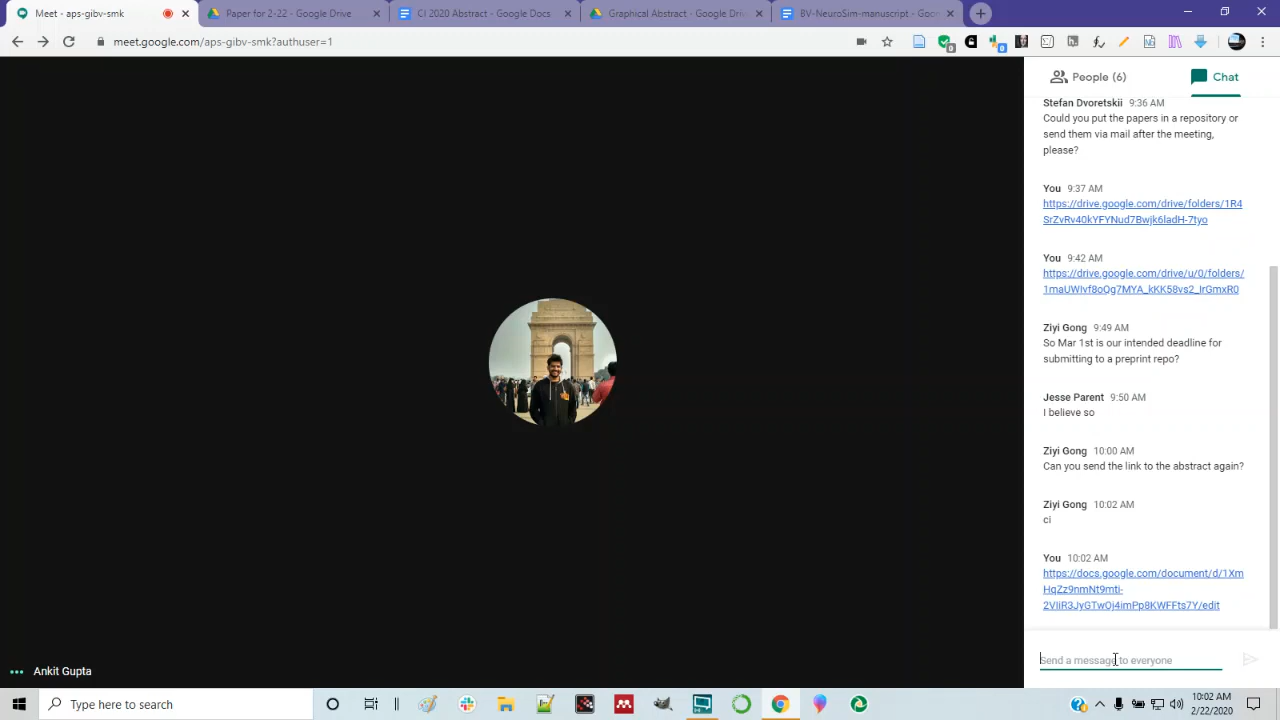 Meet - aps-gibv-smk
Paper for 2-22 - Google Drive
CI 2020 Abstract - Google Docs
Graphical Abstract - Google Driv
BV-NeuroSim-manuscript - Goog
meet.google.com/aps-gibv-smk?authuser=1
People (6)
Chat
Stefan Dvoretskii 9:36 AM
Could you put the papers in a repository or
send them via mail after the meeting,
please?
You 9:37 AM
https://drive.google.com/drive/folders/1R4
SrZvRv40kYFYNud7Bwjk6ladH-7tyo
You 9:42 AM
https://drive.google.com/drive/u/0/folders/
1maUWIvf8oQg7MYA_kKK58vs2_IrGmxR0
Ziyi Gong 9:49 AM
So Mar 1st is our intended deadline for
submitting to a preprint repo?
Jesse Parent 9:50 AM
I believe so
Ziyi Gong 10:00 AM
Can you send the link to the abstract again?
Ziyi Gong 10:02 AM
ci
You 10:02 AM
https://docs.google.com/document/d/1Xm
HqZz9nmNt9mti-
2VIiR3JyGTwOj4imPp8KWFFts7Y/edit
Send a message to everyone
Ankit Gupta
Type here to search
10:02 AM
2/22/2020